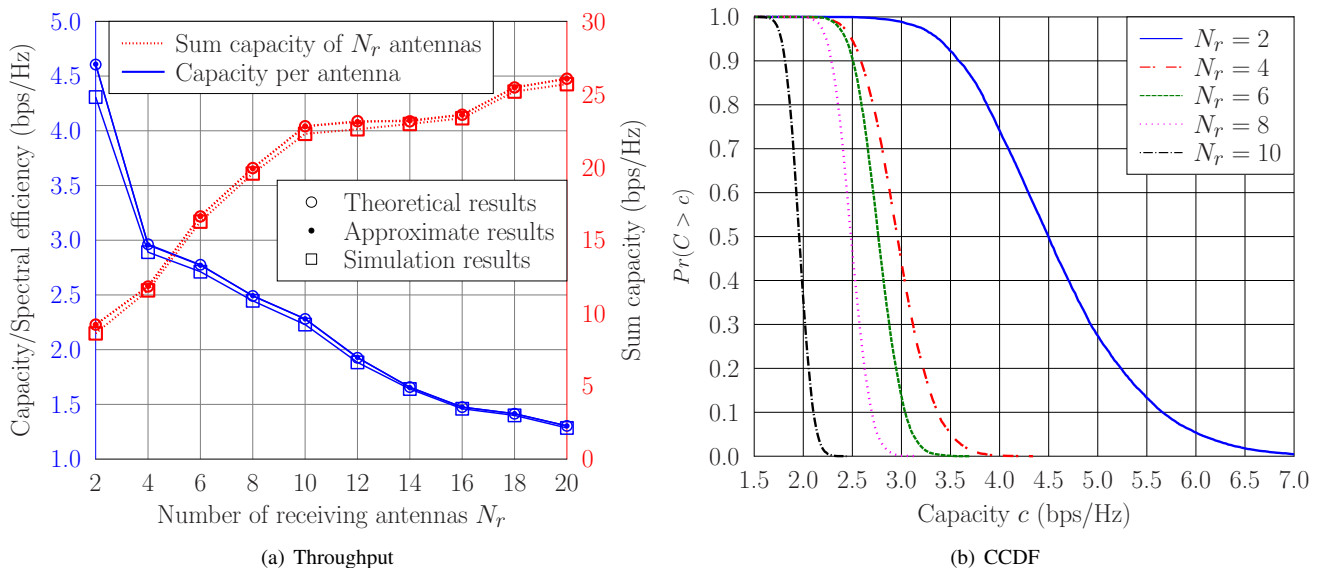 Capacity/Spectral efficiency (bps/Hz)
5.0
4.5
4.0
3.5
3.0
2.5
2.0
1.5
1.0
Sum capacity of N_r antennas
Capacity per antenna
Theoretical results
Approximate results
Simulation results
30
25
20
15
10
5
0
Sum capacity (bps/Hz)
2 4 6 8 10 12 14 16 18 20
Number of receiving antennas N_r
(a) Throughput
Pr(C > c)
1.0
0.9
0.8
0.7
0.6
0.5
0.4
0.3
0.2
0.1
0.0
N_r = 2
N_r = 4
N_r = 6
N_r = 8
N_r = 10
1.5 2.0 2.5 3.0 3.5 4.0 4.5 5.0 5.5 6.0 6.5 7.0
Capacity c (bps/Hz)
(b) CCDF